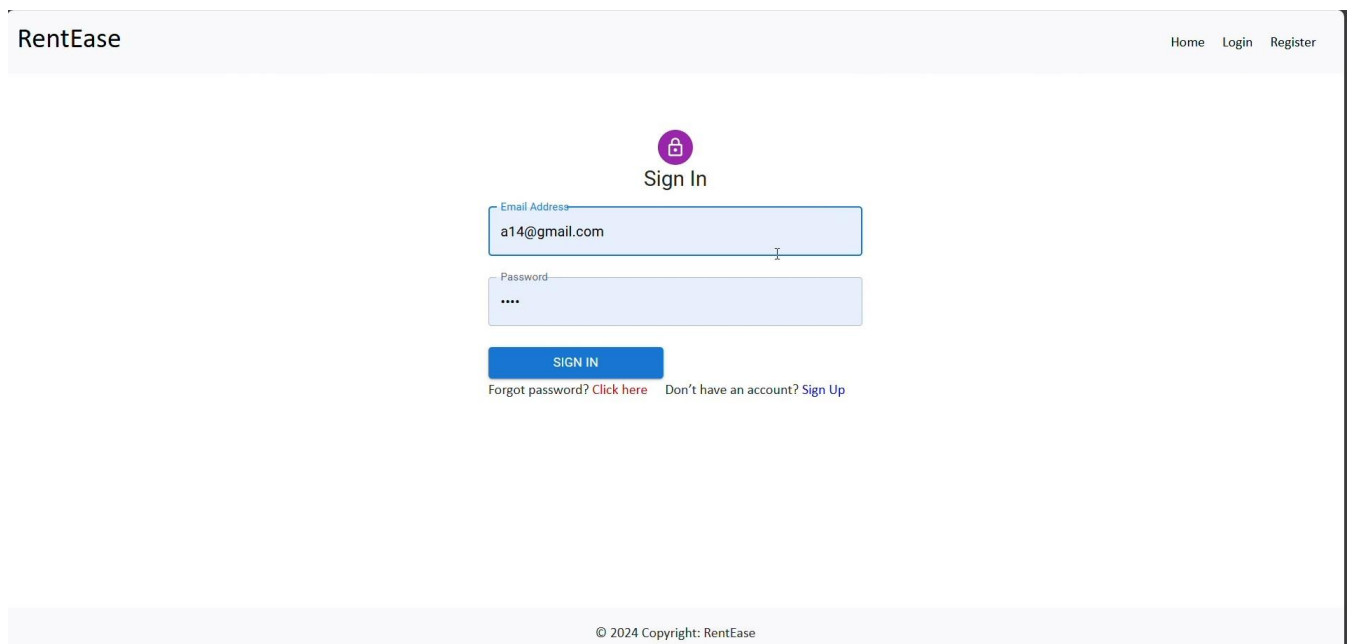 RentEase
Home Login Register
Sign In
Email Address
a14@gmail.com
Password
••••
SIGN IN
Forgot password? Click here Don't have an account? Sign Up
© 2024 Copyright: RentEase